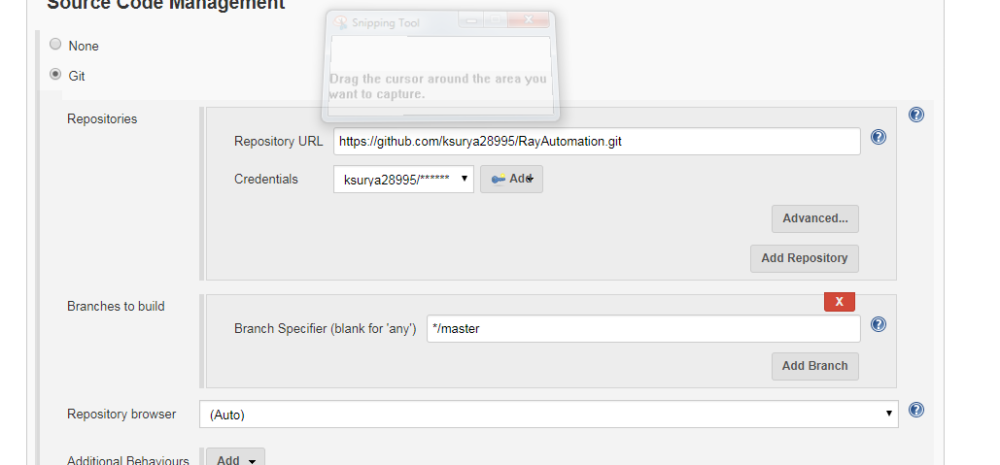 Source Code Management
Snipping Tool
X
None
Drag the cursor around the area you
want to capture.
Git
Repositories
?
Repository URL https://github.com/ksurya28995/RayAutomation.git ?
Credentials ksurya28995/****** Add
Advanced...
Add Repository
Branches to build
X
Branch Specifier (blank for 'any') */master ?
Add Branch
Repository browser (Auto) ?
Additional Behaviours Add